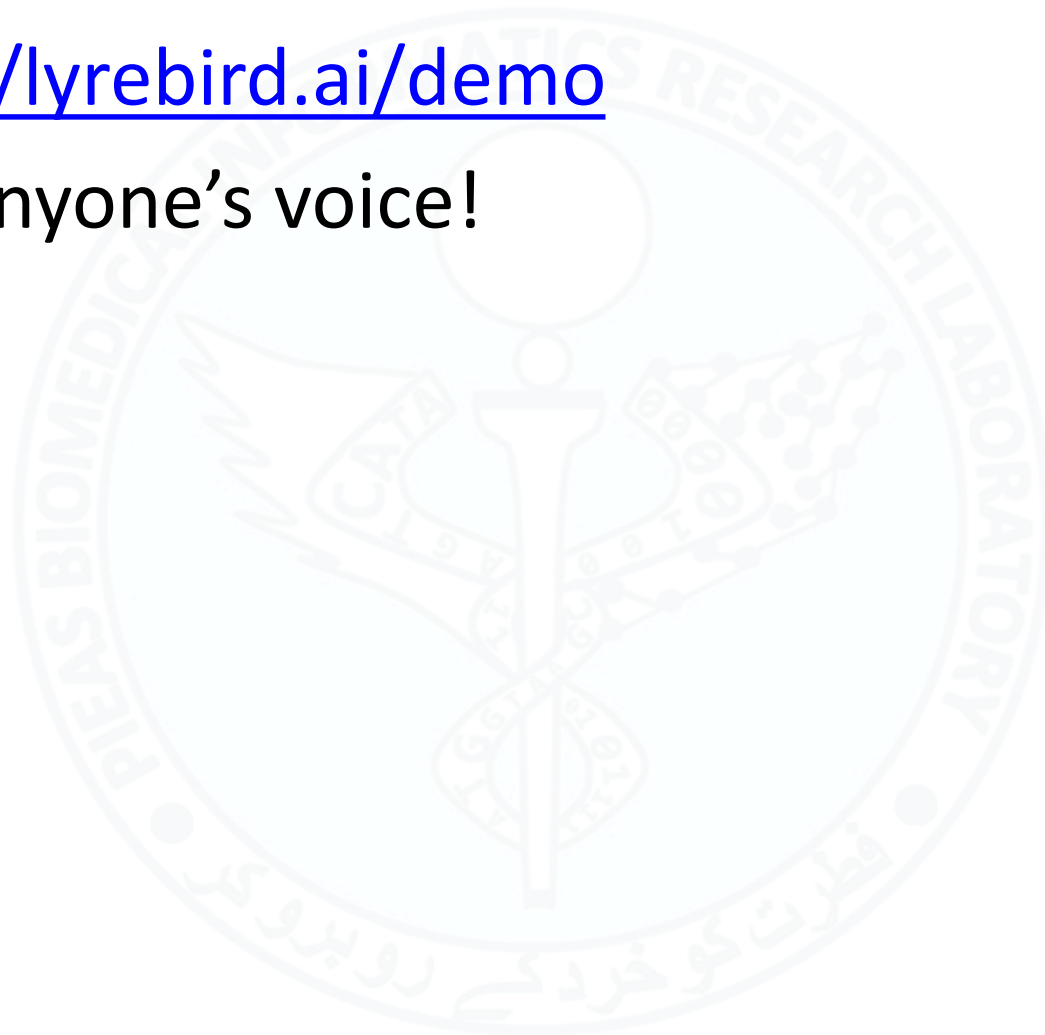 /lyrebird.ai/demo
nyone’s voice!
PIEAS BIOMEDICAL INFORMATICS RESEARCH LABORATORY
فطرت کو خرد کے روبرو کر